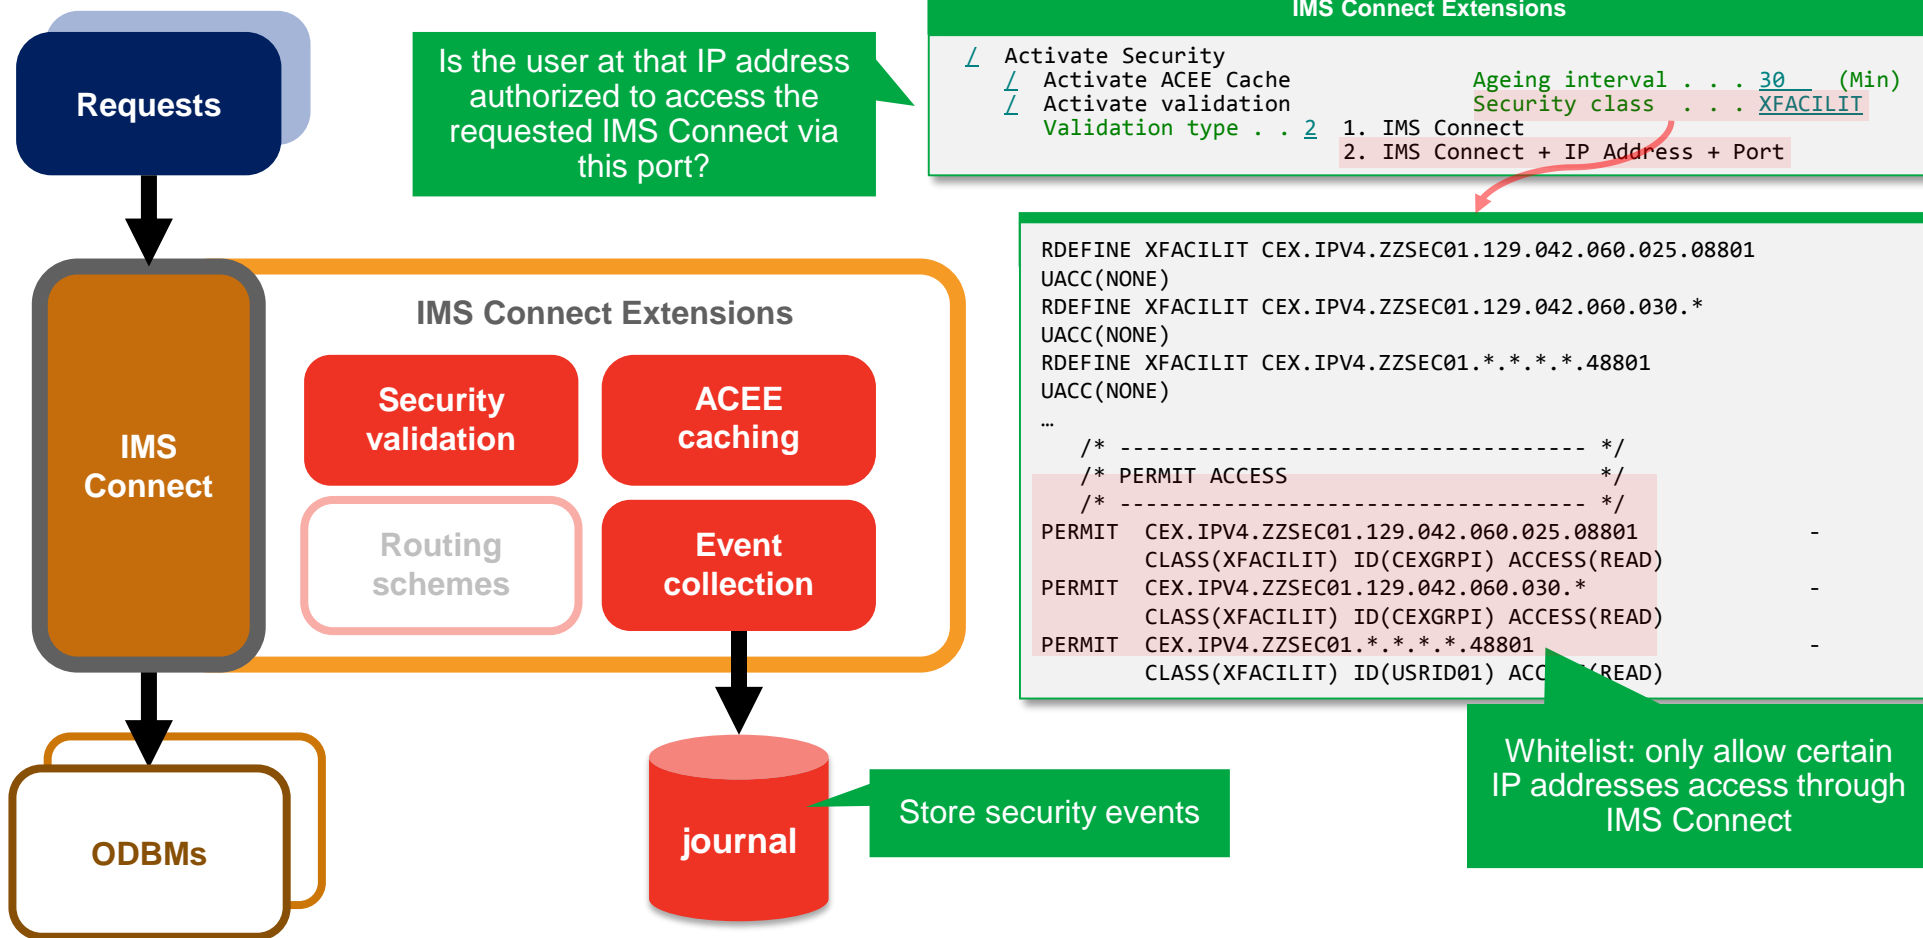 Requests
Is the user at that IP address
authorized to access the
requested IMS Connect via
this port?
IMS Connect Extensions
/ Activate Security
/ Activate ACEE Cache Ageing interval . . . 30 (Min)
/ Activate validation Security class . . . XFACILIT
Validation type . . 2 1. IMS Connect
2. IMS Connect + IP Address + Port
IMS Connect Extensions
IMS
Connect
Security
validation
ACEE
caching
Routing
schemes
Event
collection
RDEFINE XFACILIT CEX.IPV4.ZZSEC01.129.042.060.025.08801
UACC(NONE)
RDEFINE XFACILIT CEX.IPV4.ZZSEC01.129.042.060.030.*
UACC(NONE)
RDEFINE XFACILIT CEX.IPV4.ZZSEC01.*.*.*.*.48801
UACC(NONE)
…
/* ------------------------------------ */
/* PERMIT ACCESS */
/* ------------------------------------ */
PERMIT CEX.IPV4.ZZSEC01.129.042.060.025.08801 -
CLASS(XFACILIT) ID(CEXGRPI) ACCESS(READ)
PERMIT CEX.IPV4.ZZSEC01.129.042.060.030.* -
CLASS(XFACILIT) ID(CEXGRPI) ACCESS(READ)
PERMIT CEX.IPV4.ZZSEC01.*.*.*.*.48801 -
CLASS(XFACILIT) ID(USRID01) ACCESS(READ)
ODBMs
journal
Store security events
Whitelist: only allow certain
IP addresses access through
IMS Connect